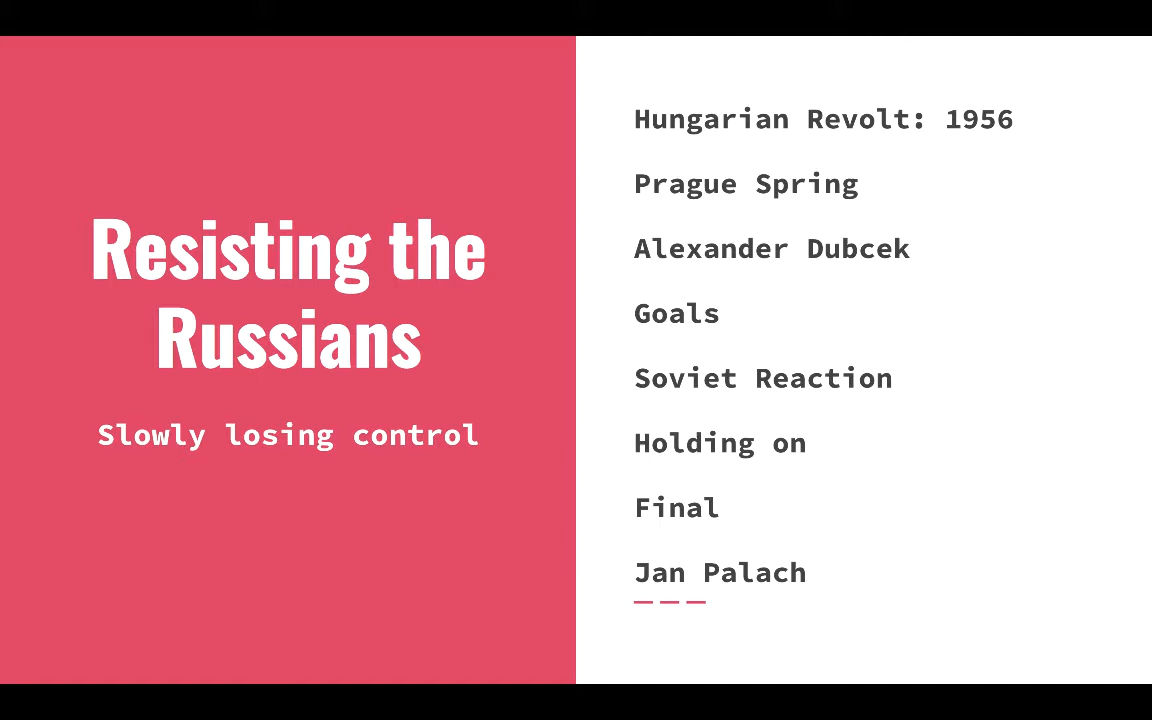 Resisting the
Russians
Slowly losing control
Hungarian Revolt: 1956
Prague Spring
Alexander Dubcek
Goals
Soviet Reaction
Holding on
Final
Jan Palach